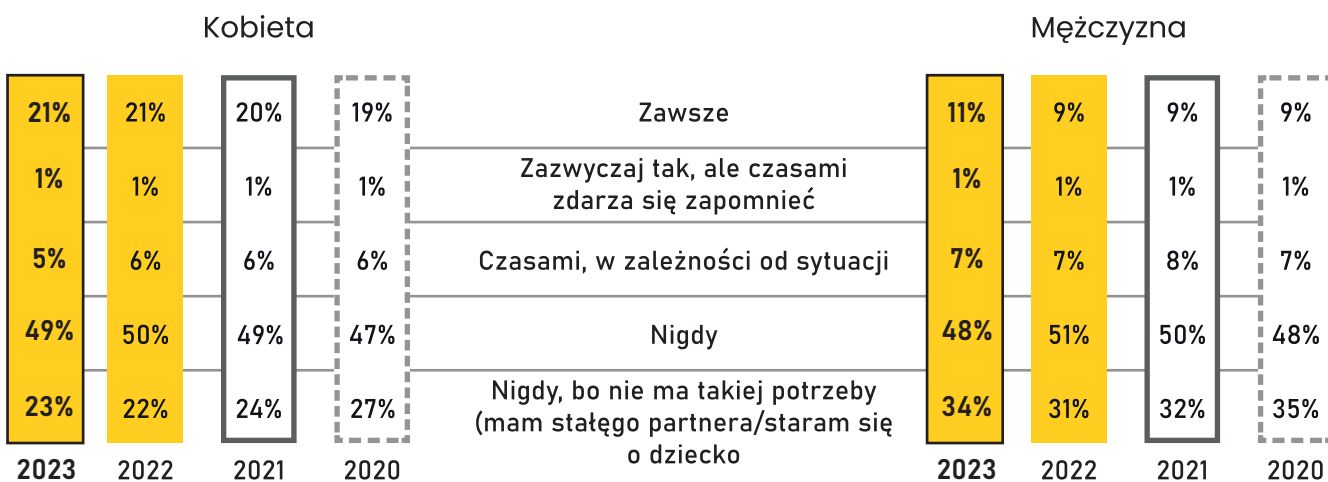 Kobieta Mężczyzna
21% 21% 20% 19% Zawsze 11% 9% 9% 9%
1% 1% 1% 1% Zazwyczaj tak, ale czasami 1% 1% 1% 1%
zdarza się zapomnieć
5% 6% 6% 6% Czasami, w zależności od sytuacji 7% 7% 8% 7%
49% 50% 49% 47% Nigdy 48% 51% 50% 48%
23% 22% 24% 27% Nigdy, bo nie ma takiej potrzeby 34% 31% 32% 35%
(mam stałęgo partnera/staram się
o dziecko
2023 2022 2021 2020 2023 2022 2021 2020